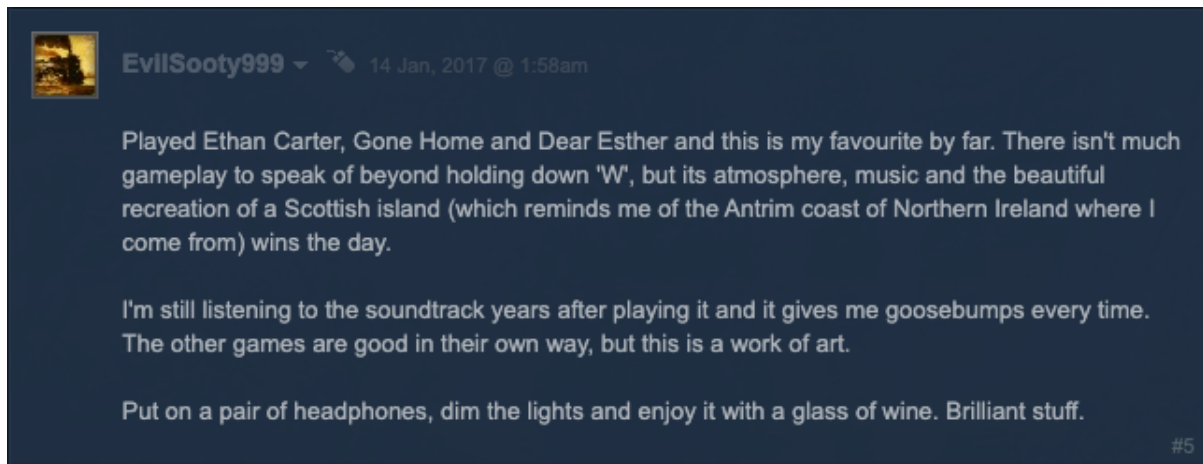 EvilSooty999 14 Jan, 2017 @ 1:58am
Played Ethan Carter, Gone Home and Dear Esther and this is my favourite by far. There isn't much
gameplay to speak of beyond holding down 'W', but its atmosphere, music and the beautiful
recreation of a Scottish island (which reminds me of the Antrim coast of Northern Ireland where I
come from) wins the day.
I'm still listening to the soundtrack years after playing it and it gives me goosebumps every time.
The other games are good in their own way, but this is a work of art.
Put on a pair of headphones, dim the lights and enjoy it with a glass of wine. Brilliant stuff.
#5